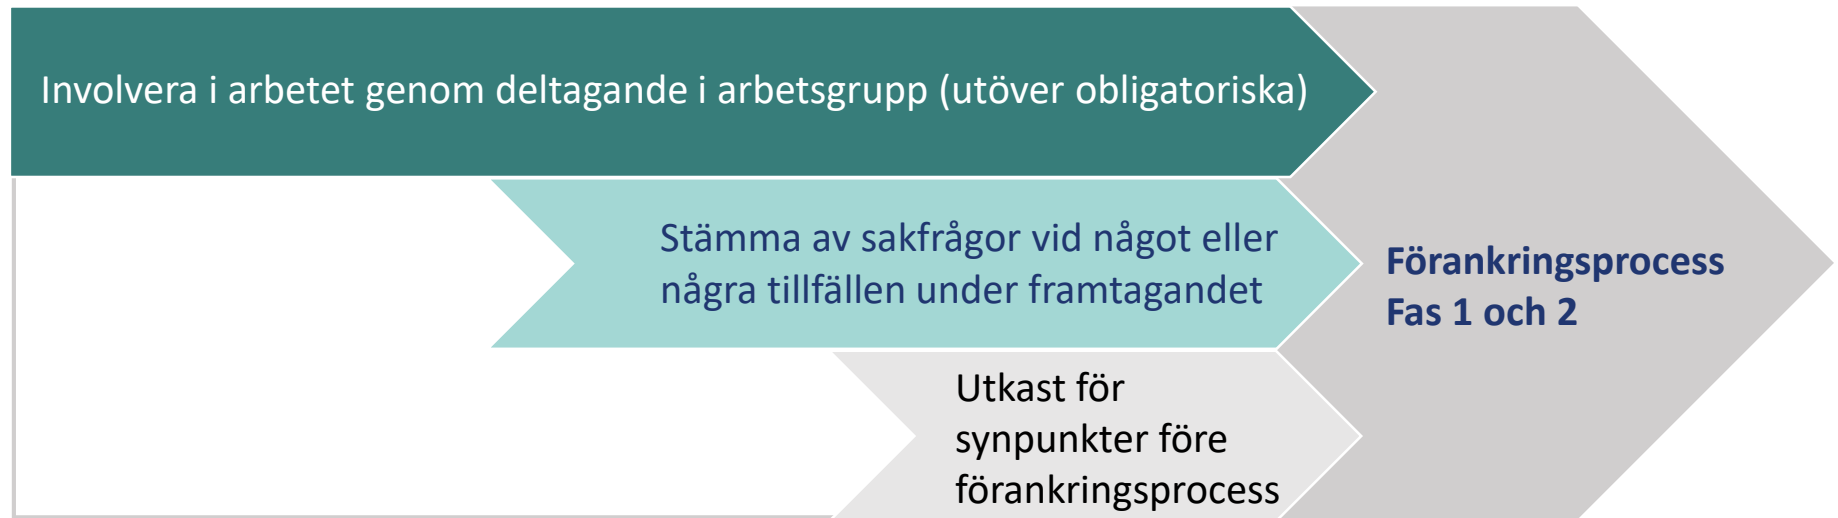 Involvera i arbetet genom deltagande i arbetsgrupp (utöver obligatoriska)
Stämma av sakfrågor vid något eller
några tillfällen under framtagandet
Utkast för
synpunkter före
förankringsprocess
Förankringsprocess
Fas 1 och 2